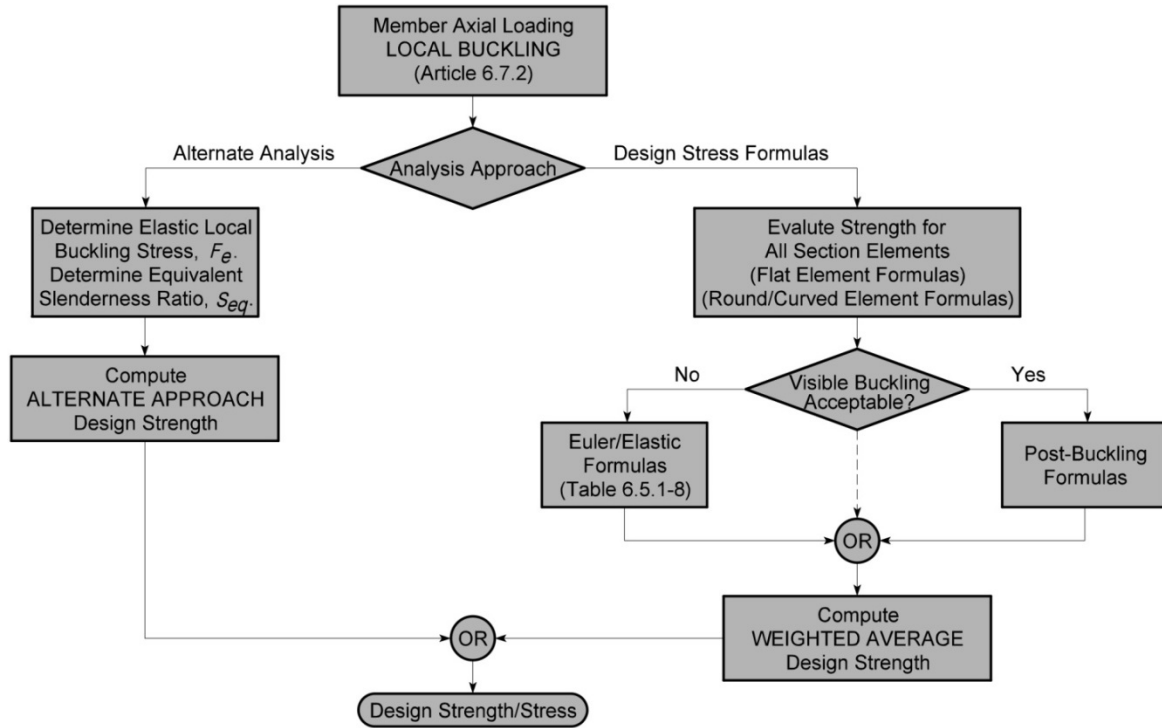 Member Axial Loading
LOCAL BUCKLING
(Article 6.7.2)
Alternate Analysis
Analysis Approach
Design Stress Formulas
Determine Elastic Local
Buckling Stress, Fe.
Determine Equivalent
Slenderness Ratio, Seq.
Evalute Strength for
All Section Elements
(Flat Element Formulas)
(Round/Curved Element Formulas)
Compute
ALTERNATE APPROACH
Design Strength
No
Visible Buckling
Acceptable?
Yes
Euler/Elastic
Formulas
(Table 6.5.1-8)
Post-Buckling
Formulas
OR
Compute
WEIGHTED AVERAGE
Design Strength
OR
Design Strength/Stress